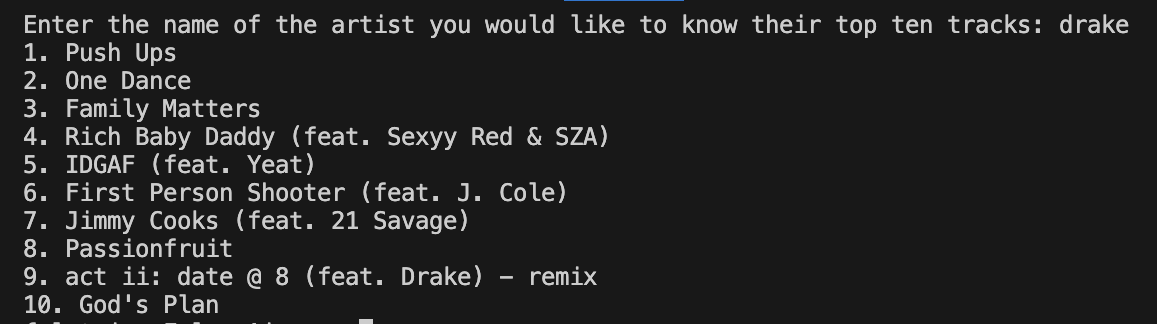 Enter the name of the artist you would like to know their top ten tracks: drake
1. Push Ups
2. One Dance
3. Family Matters
4. Rich Baby Daddy (feat. Sexyy Red & SZA)
5. IDGAF (feat. Yeat)
6. First Person Shooter (feat. J. Cole)
7. Jimmy Cooks (feat. 21 Savage)
8. Passionfruit
9. act ii: date @ 8 (feat. Drake) – remix
10. God's Plan